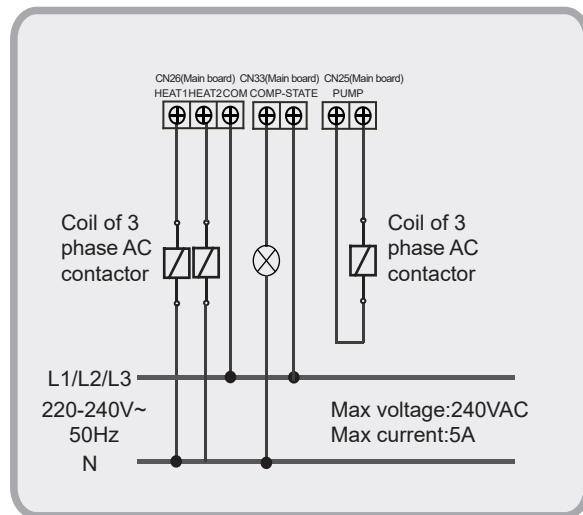 CN26(Main board) CN33(Main board) CN25(Main board)
HEAT1 HEAT2 COM COMP-STATE PUMP
Coil of 3
phase AC
contactor
Coil of 3
phase AC
contactor
L1/L2/L3
220-240V~
50Hz
N
Max voltage:240VAC
Max current:5A